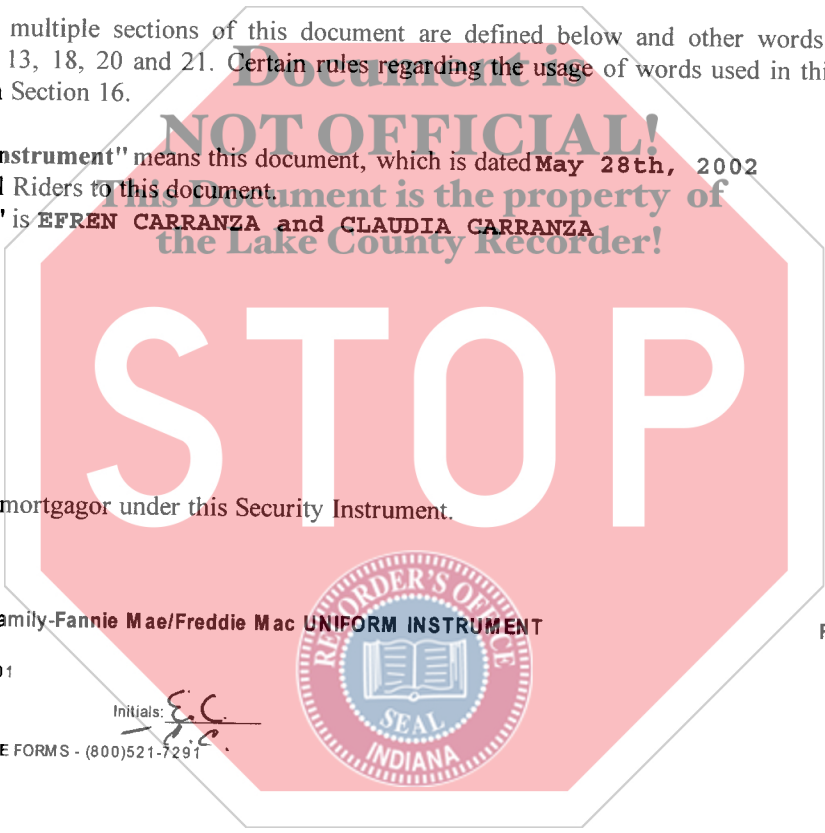 multiple sections of this document are defined below and other words
13, 18, 20 and 21. Certain rules regarding the usage of words used in thi
Section 16.
Document is
NOT OFFICIAL!
This Document is the property of
the Lake County Recorder!
nstrument" means this document, which is dated May 28th, 2002
Riders to this document.
" is EFREN CARRANZA and CLAUDIA CARRANZA
STOP
mortgagor under this Security Instrument.
amily-Fannie Mae/Freddie Mac UNIFORM INSTRUMENT
01
Initials: E.C.
C.C.
E FORMS - (800)521-7291
RECORDER'S OFFICE
SEAL
INDIANA